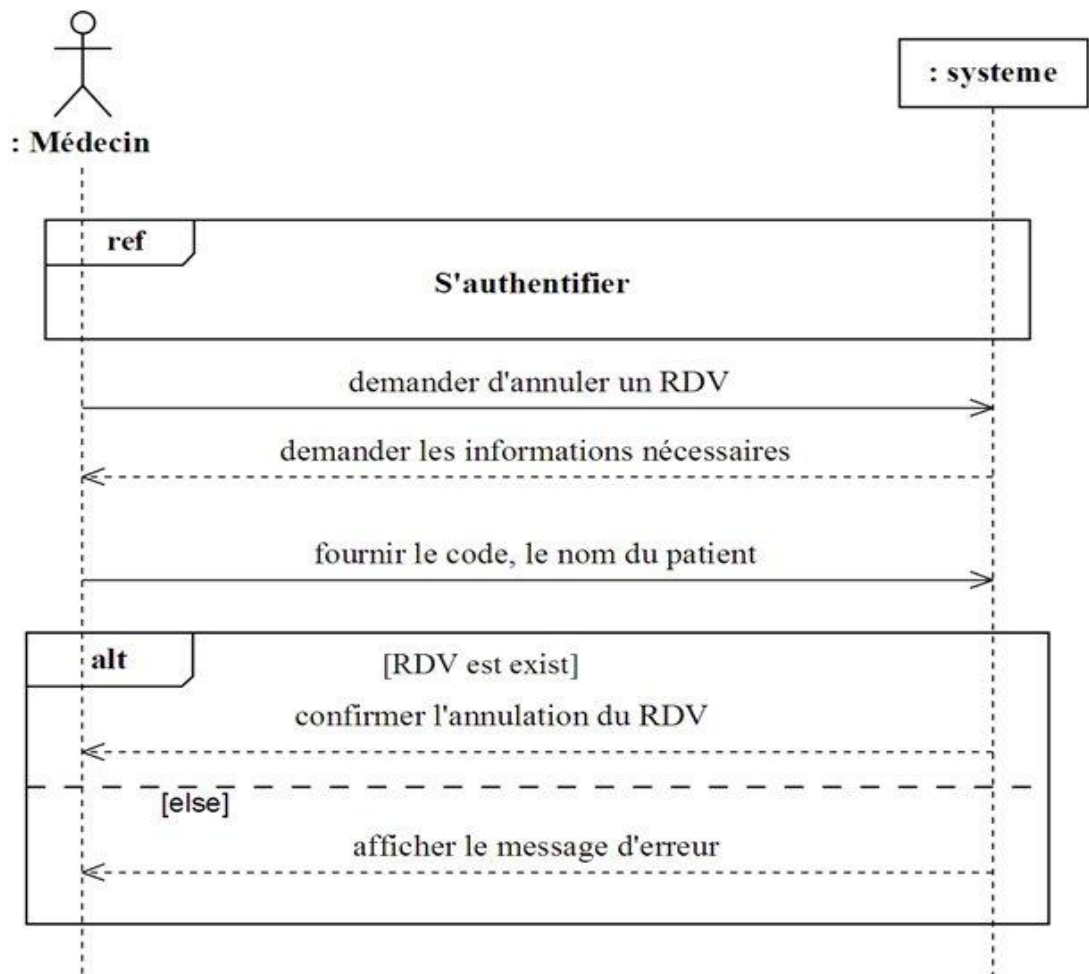 : systeme
: Médecin
ref
S'authentifier
demander d'annuler un RDV
demander les informations nécessaires
fournir le code, le nom du patient
alt
[RDV est exist]
confirmer l'annulation du RDV
[else]
afficher le message d'erreur